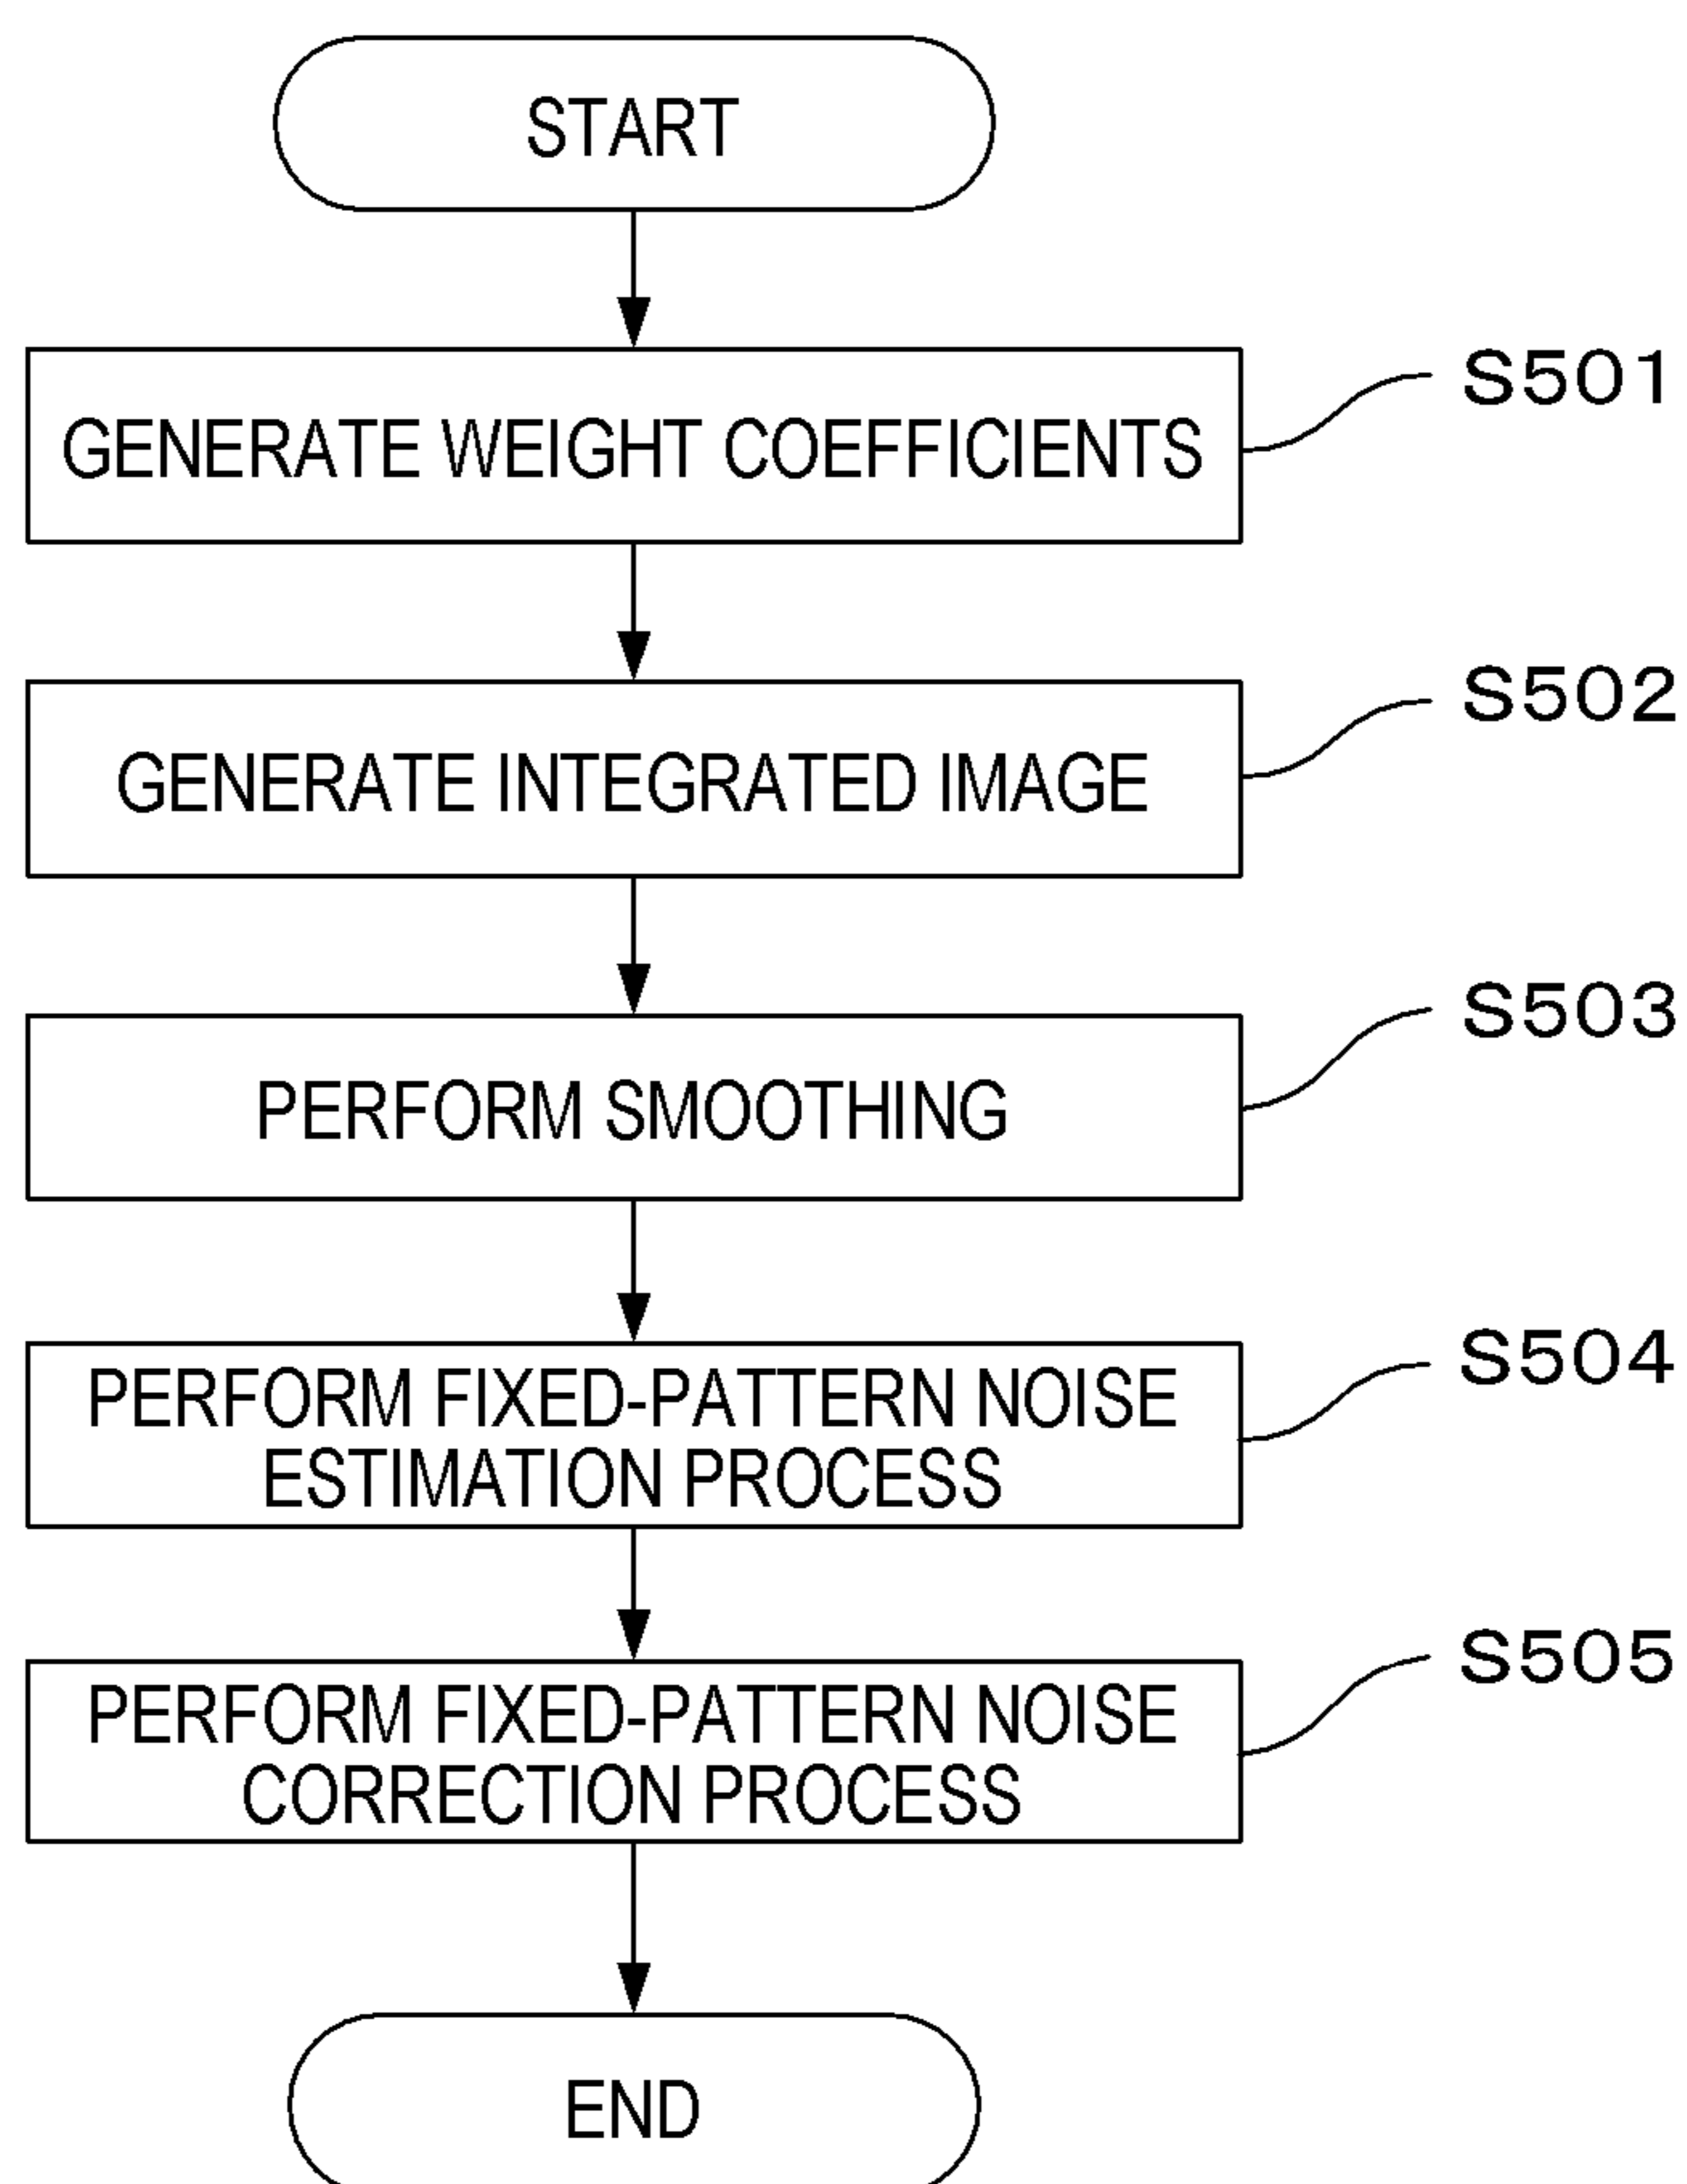 START
GENERATE WEIGHT COEFFICIENTS
S501
GENERATE INTEGRATED IMAGE
S502
PERFORM SMOOTHING
S503
PERFORM FIXED-PATTERN NOISE
ESTIMATION PROCESS
S504
PERFORM FIXED-PATTERN NOISE
CORRECTION PROCESS
S505
END